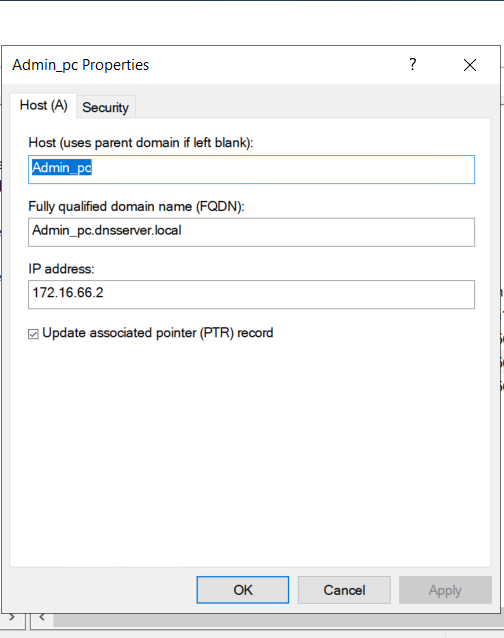 Admin_pc Properties
?
Host (A)
Security
Host (uses parent domain if left blank):
Admin_pc
Fully qualified domain name (FQDN):
Admin_pc.dnsserver.local
IP address:
172.16.66.2
Update associated pointer (PTR) record
OK
Cancel
Apply